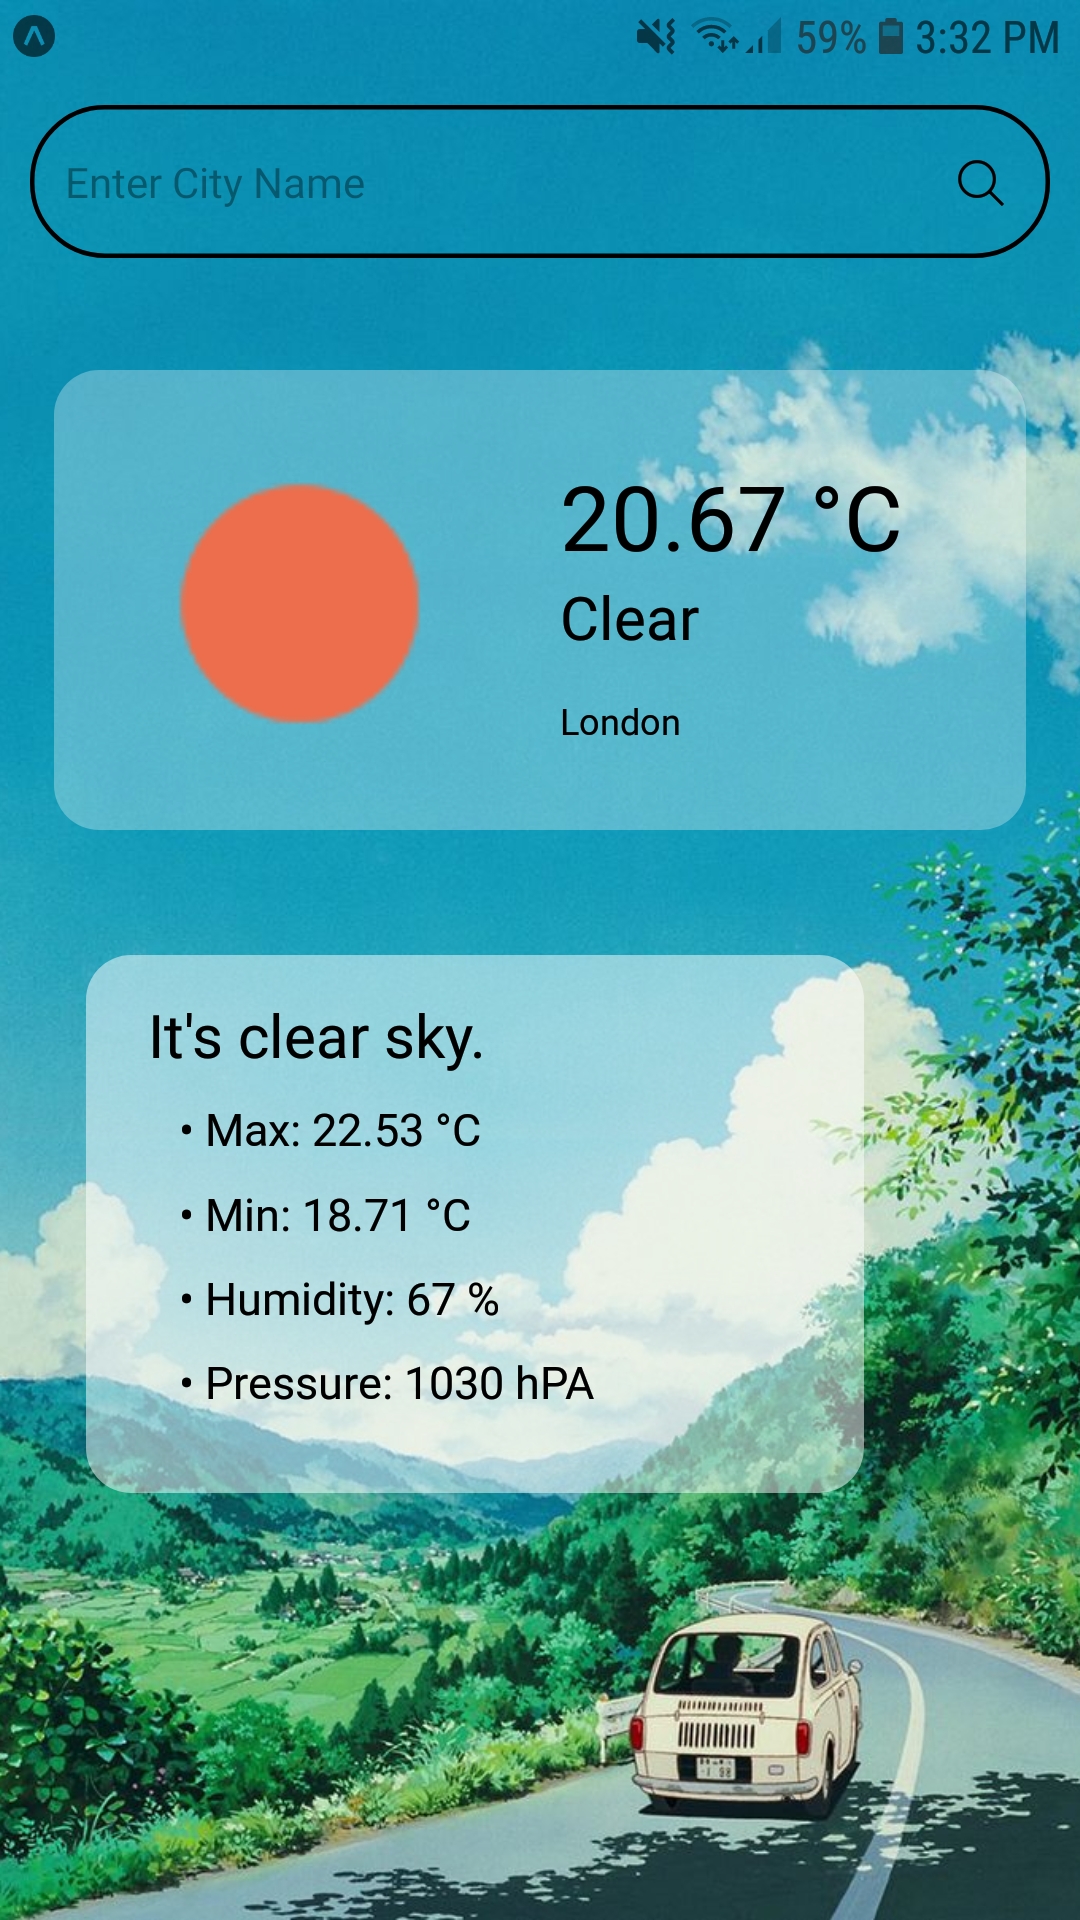 59% 3:32 PM
Enter City Name
20.67 °C
Clear
London
It's clear sky.
• Max: 22.53 °C
• Min: 18.71 °C
• Humidity: 67 %
• Pressure: 1030 hPA